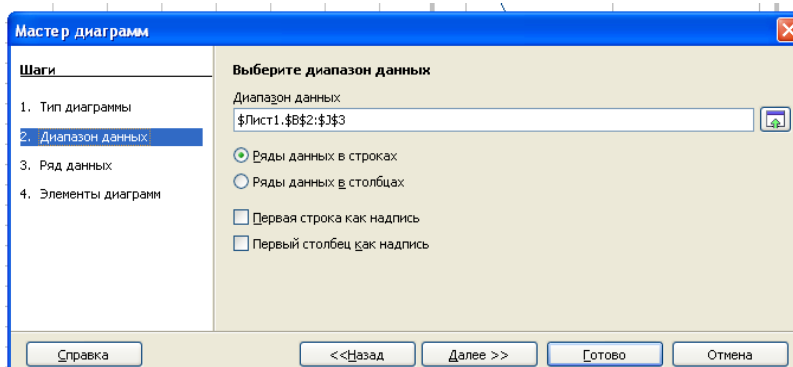 Мастер диаграмм
Шаги
1. Тип диаграммы
2. Диапазон данных
3. Ряд данных
4. Элементы диаграмм
Выберите диапазон данных
Диапазон данных
$Лист1.$B$2:$J$3
Ряды данных в строках
Ряды данных в столбцах
Первая строка как надпись
Первый столбец как надпись
Справка
<<Назад
Далее >>
Готово
Отмена